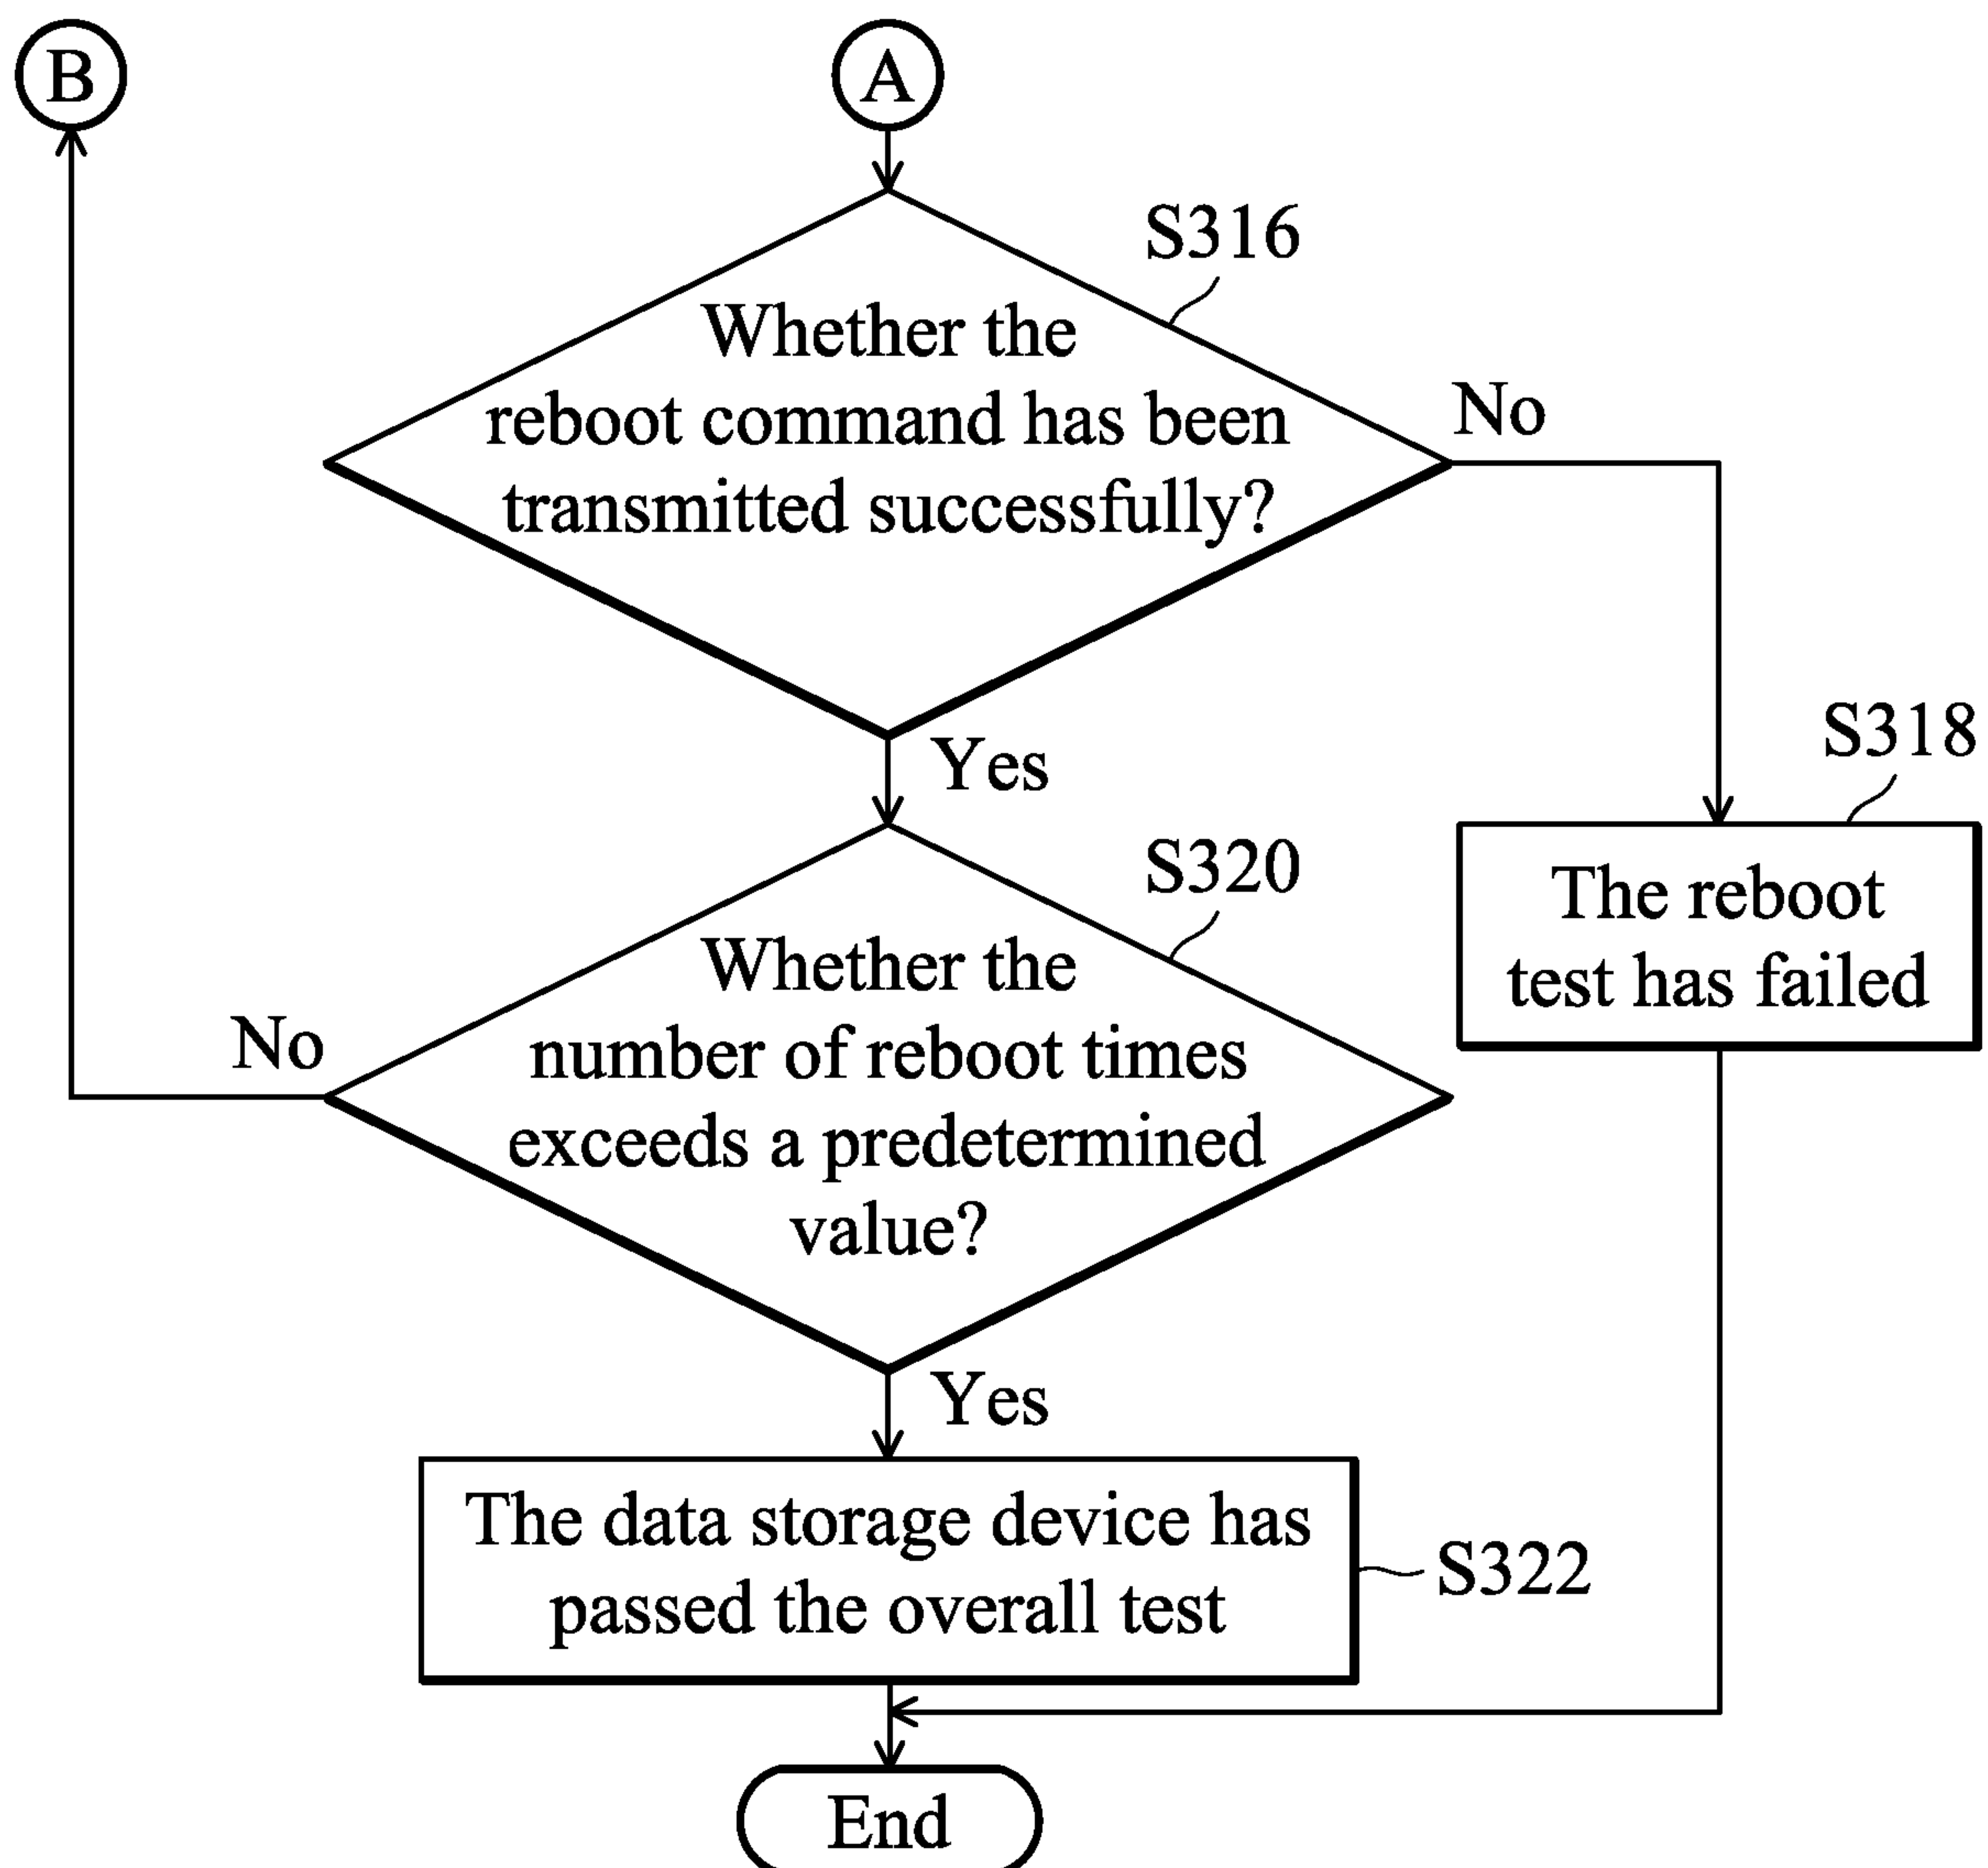 B
A
S316
Whether the
reboot command has been
transmitted successfully?
No
Yes
S318
The reboot
test has failed
S320
Whether the
number of reboot times
exceeds a predetermined
value?
No
Yes
The data storage device has
passed the overall test
S322
End